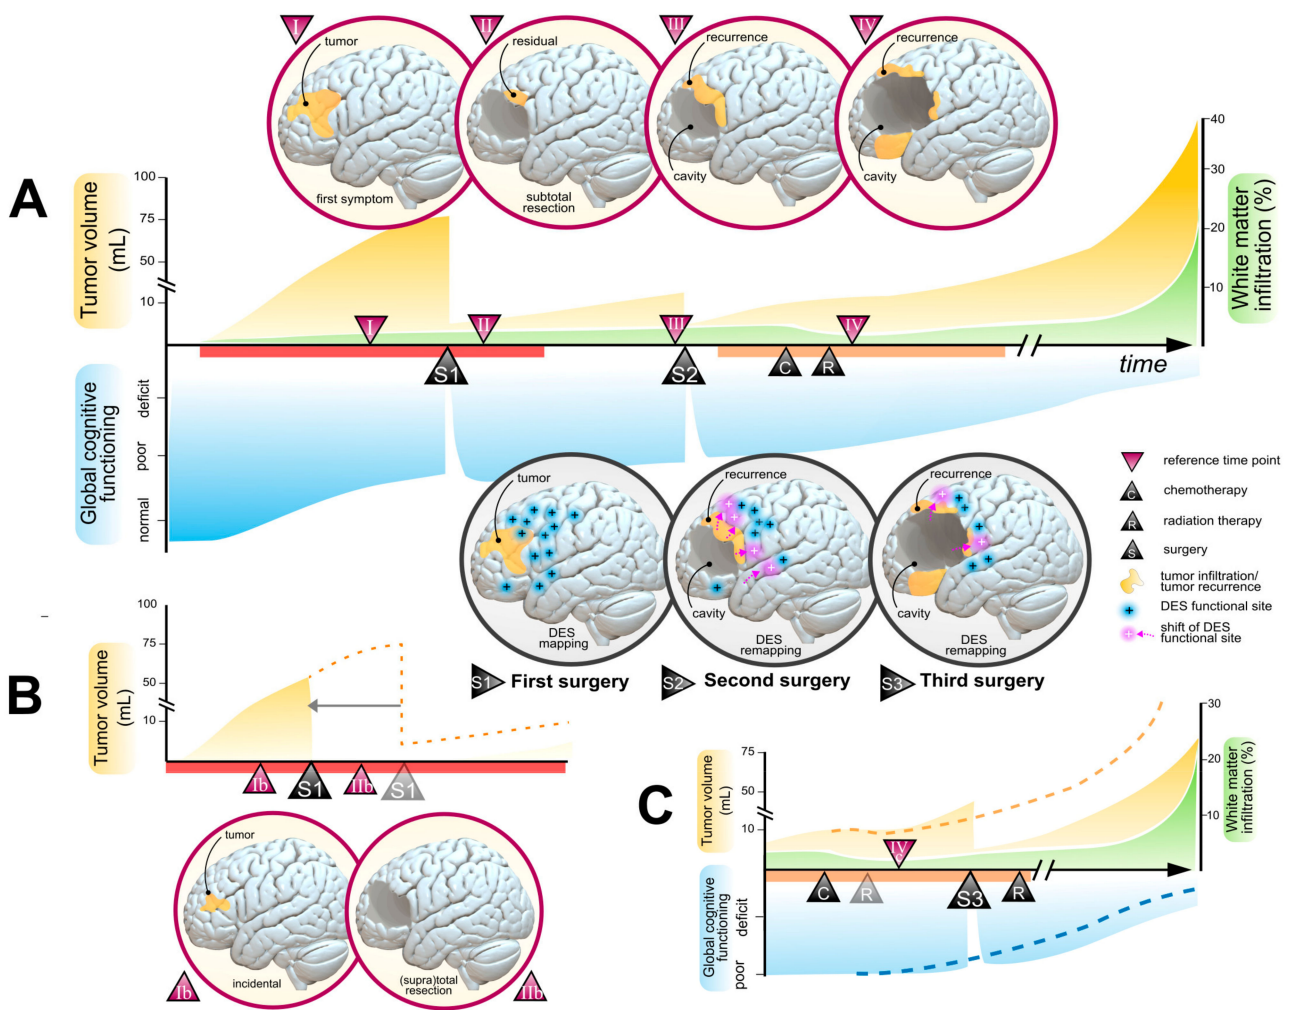 I
II
III
IV
tumor
residual
recurrence
recurrence
cavity
cavity
first symptom
subtotal
resection
A
Tumor volume
(mL)
100
75
50
10
40
30
20
10
White matter
infiltration (%)
I
II
III
IV
S1
S2
C
R
time
Global cognitive
functioning
deficit
poor
normal
tumor
recurrence
recurrence
cavity
cavity
DES
mapping
DES
remapping
DES
remapping
S1 First surgery
S2 Second surgery
S3 Third surgery
reference time point
C chemotherapy
R radiation therapy
S surgery
tumor infiltration/
tumor recurrence
DES functional site
shift of DES
functional site
B
Tumor volume
(mL)
100
75
50
10
Ib
S1
IIb
S1
tumor
incidental
(supra)total
resection
Ib
IIb
C
Tumor volume
(mL)
75
50
10
30
20
10
White matter
infiltration (%)
C
R
S3
R
Global cognitive
functioning
deficit
poor